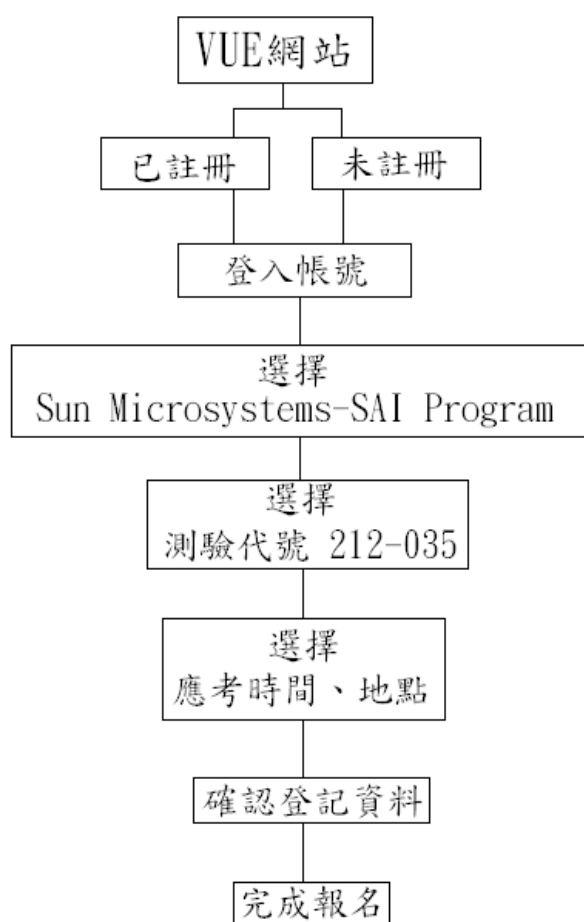 VUE網站
已註冊
未註冊
登入帳號
選擇
Sun Microsystems-SAI Program
選擇
測驗代號 212-035
選擇
應考時間、地點
確認登記資料
完成報名